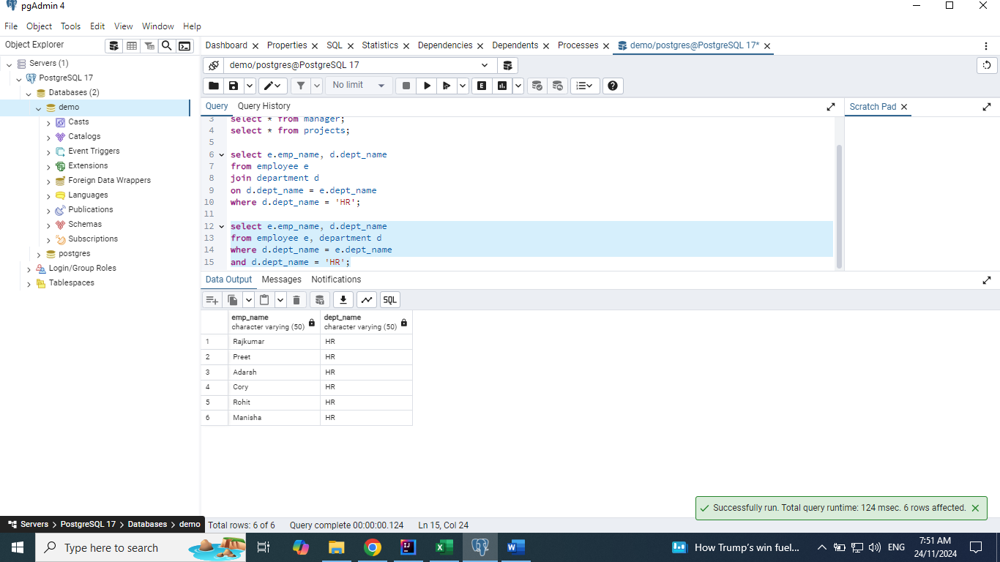 pgAdmin 4
File Object Tools Edit View Window Help
Object Explorer
Dashboard Properties SQL Statistics Dependencies Dependents Processes demo/postgres@PostgreSQL 17*
Servers (1)
PostgreSQL 17
Databases (2)
demo
Casts
Catalogs
Event Triggers
Extensions
Foreign Data Wrappers
Languages
Publications
Schemas
Subscriptions
postgres
Login/Group Roles
Tablespaces
demo/postgres@PostgreSQL 17
No limit
E
Query Query History
Scratch Pad
3 select * from manager;
4 select * from projects;
5
6 select e.emp_name, d.dept_name
7 from employee e
8 join department d
9 on d.dept_name = e.dept_name
10 where d.dept_name = 'HR';
11
12 select e.emp_name, d.dept_name
13 from employee e, department d
14 where d.dept_name = e.dept_name
15 and d.dept_name = 'HR';
Data Output Messages Notifications
SQL
emp_name dept_name
character varying (50) character varying (50)
1 Rajkumar HR
2 Preet HR
3 Adarsh HR
4 Cory HR
5 Rohit HR
6 Manisha HR
Successfully run. Total query runtime: 124 msec. 6 rows affected.
Servers > PostgreSQL 17 > Databases > demo
Total rows: 6 of 6 Query complete 00:00:00.124 Ln 15, Col 24
Type here to search
How Trump's win fuel...
ENG
7:51 AM
24/11/2024